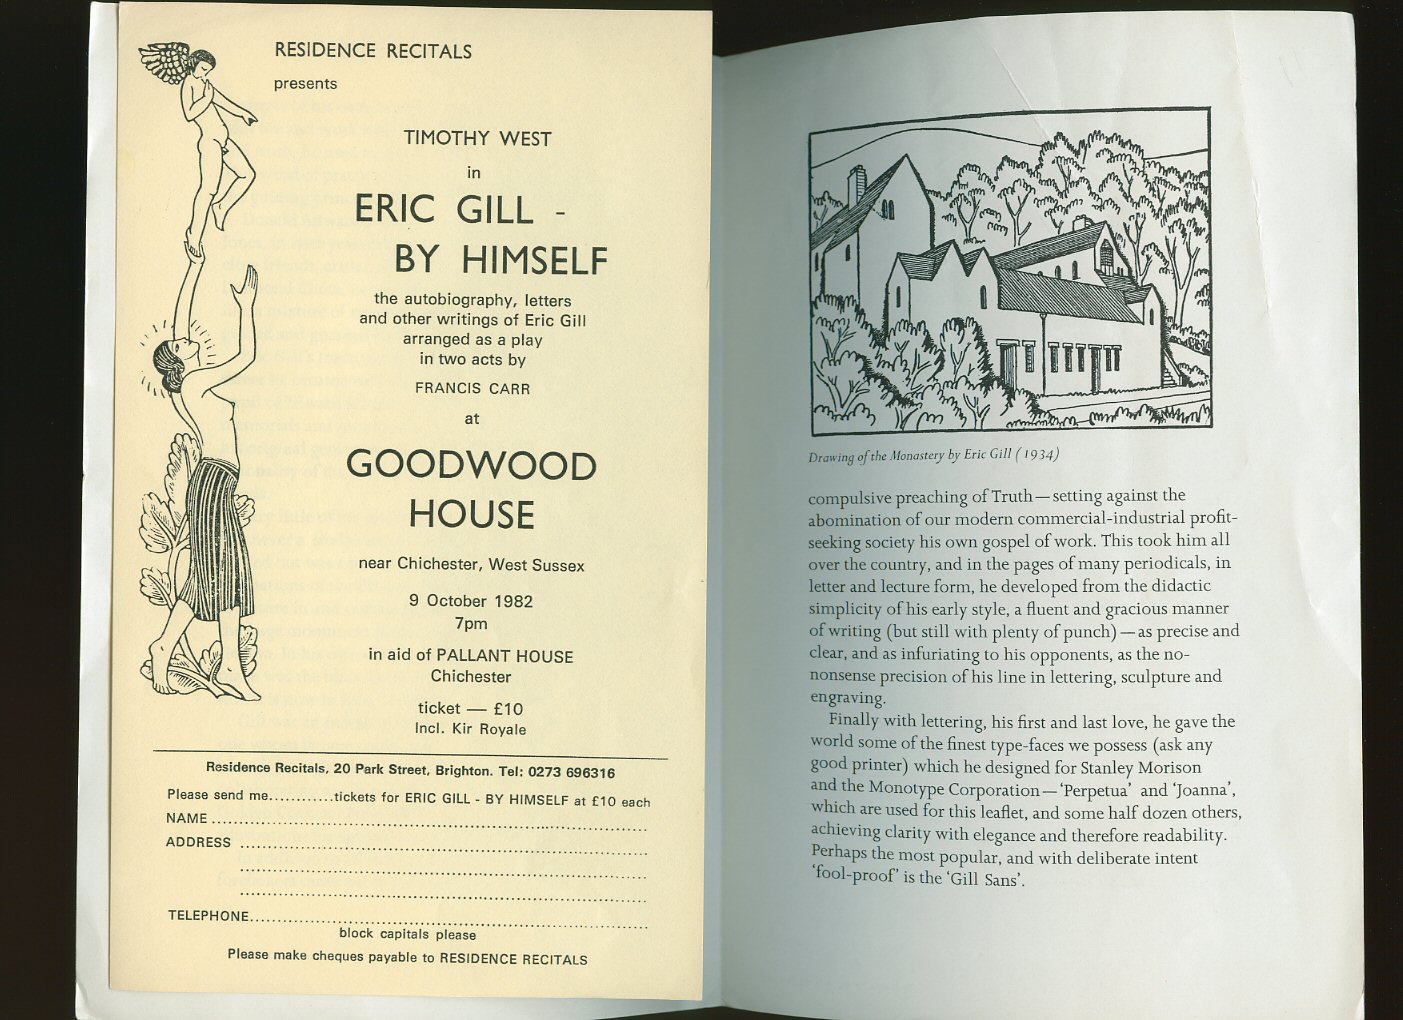 RESIDENCE RECITALS
presents
TIMOTHY WEST
in
ERIC GILL -
BY HIMSELF
the autobiography, letters
and other writings of Eric Gill
arranged as a play
in two acts by
FRANCIS CARR
at
GOODWOOD
HOUSE
near Chichester, West Sussex
9 October 1982
7pm
in aid of PALLANT HOUSE
Chichester
ticket — £10
Incl. Kir Royale
Residence Recitals, 20 Park Street, Brighton. Tel: 0273 696316
Please send me............tickets for ERIC GILL - BY HIMSELF at £10 each
NAME
ADDRESS
TELEPHONE
block capitals please
Please make cheques payable to RESIDENCE RECITALS
Drawing of the Monastery by Eric Gill (1934)
compulsive preaching of Truth—setting against the
abomination of our modern commercial-industrial profit-
seeking society his own gospel of work. This took him all
over the country, and in the pages of many periodicals, in
letter and lecture form, he developed from the didactic
simplicity of his early style, a fluent and gracious manner
of writing (but still with plenty of punch)—as precise and
clear, and as infuriating to his opponents, as the no-
nonsense precision of his line in lettering, sculpture and
engraving.
Finally with lettering, his first and last love, he gave the
world some of the finest type-faces we possess (ask any
good printer) which he designed for Stanley Morison
and the Monotype Corporation—'Perpetua' and 'Joanna',
which are used for this leaflet, and some half dozen others,
achieving clarity with elegance and therefore readability.
Perhaps the most popular, and with deliberate intent
'fool-proof' is the 'Gill Sans'.